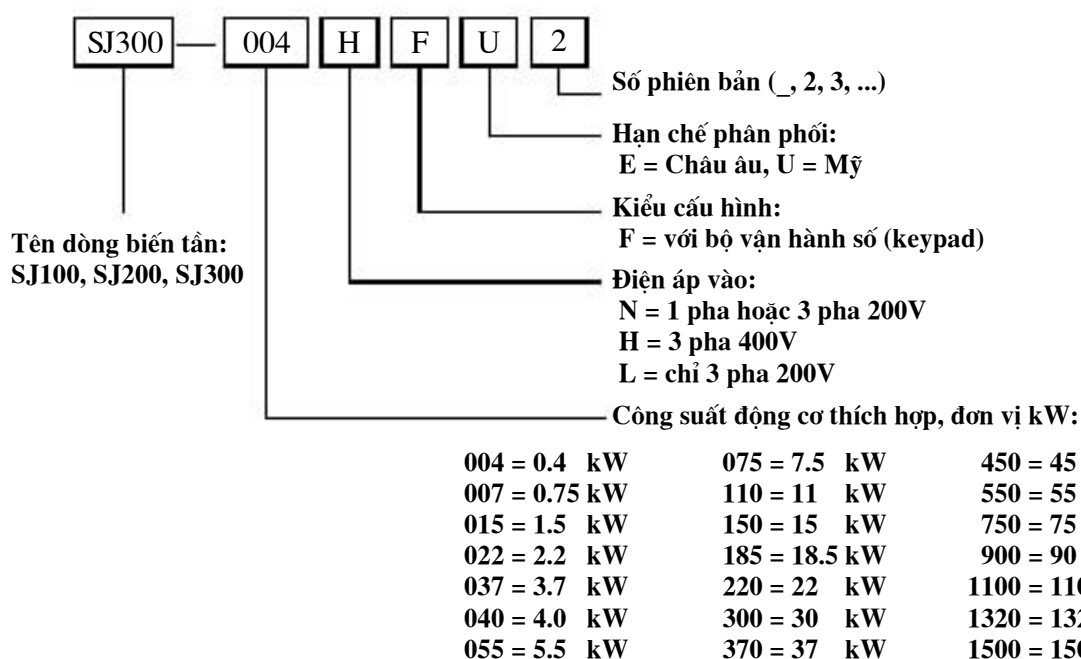 SJ300 — 004 H F U 2
Số phiên bản (_, 2, 3, ...)
Hạn chế phân phối:
E = Châu âu, U = Mỹ
Kiểu cấu hình:
F = với bộ vận hành số (keypad)
Tên dòng biến tần:
SJ100, SJ200, SJ300
Điện áp vào:
N = 1 pha hoặc 3 pha 200V
H = 3 pha 400V
L = chỉ 3 pha 200V
Công suất động cơ thích hợp, đơn vị kW:
004 = 0.4 kW 075 = 7.5 kW 450 = 45
007 = 0.75 kW 110 = 11 kW 550 = 55
015 = 1.5 kW 150 = 15 kW 750 = 75
022 = 2.2 kW 185 = 18.5 kW 900 = 90
037 = 3.7 kW 220 = 22 kW 1100 =
040 = 4.0 kW 300 = 30 kW 1320 =
055 = 5.5 kW 370 = 37 kW 1500 =